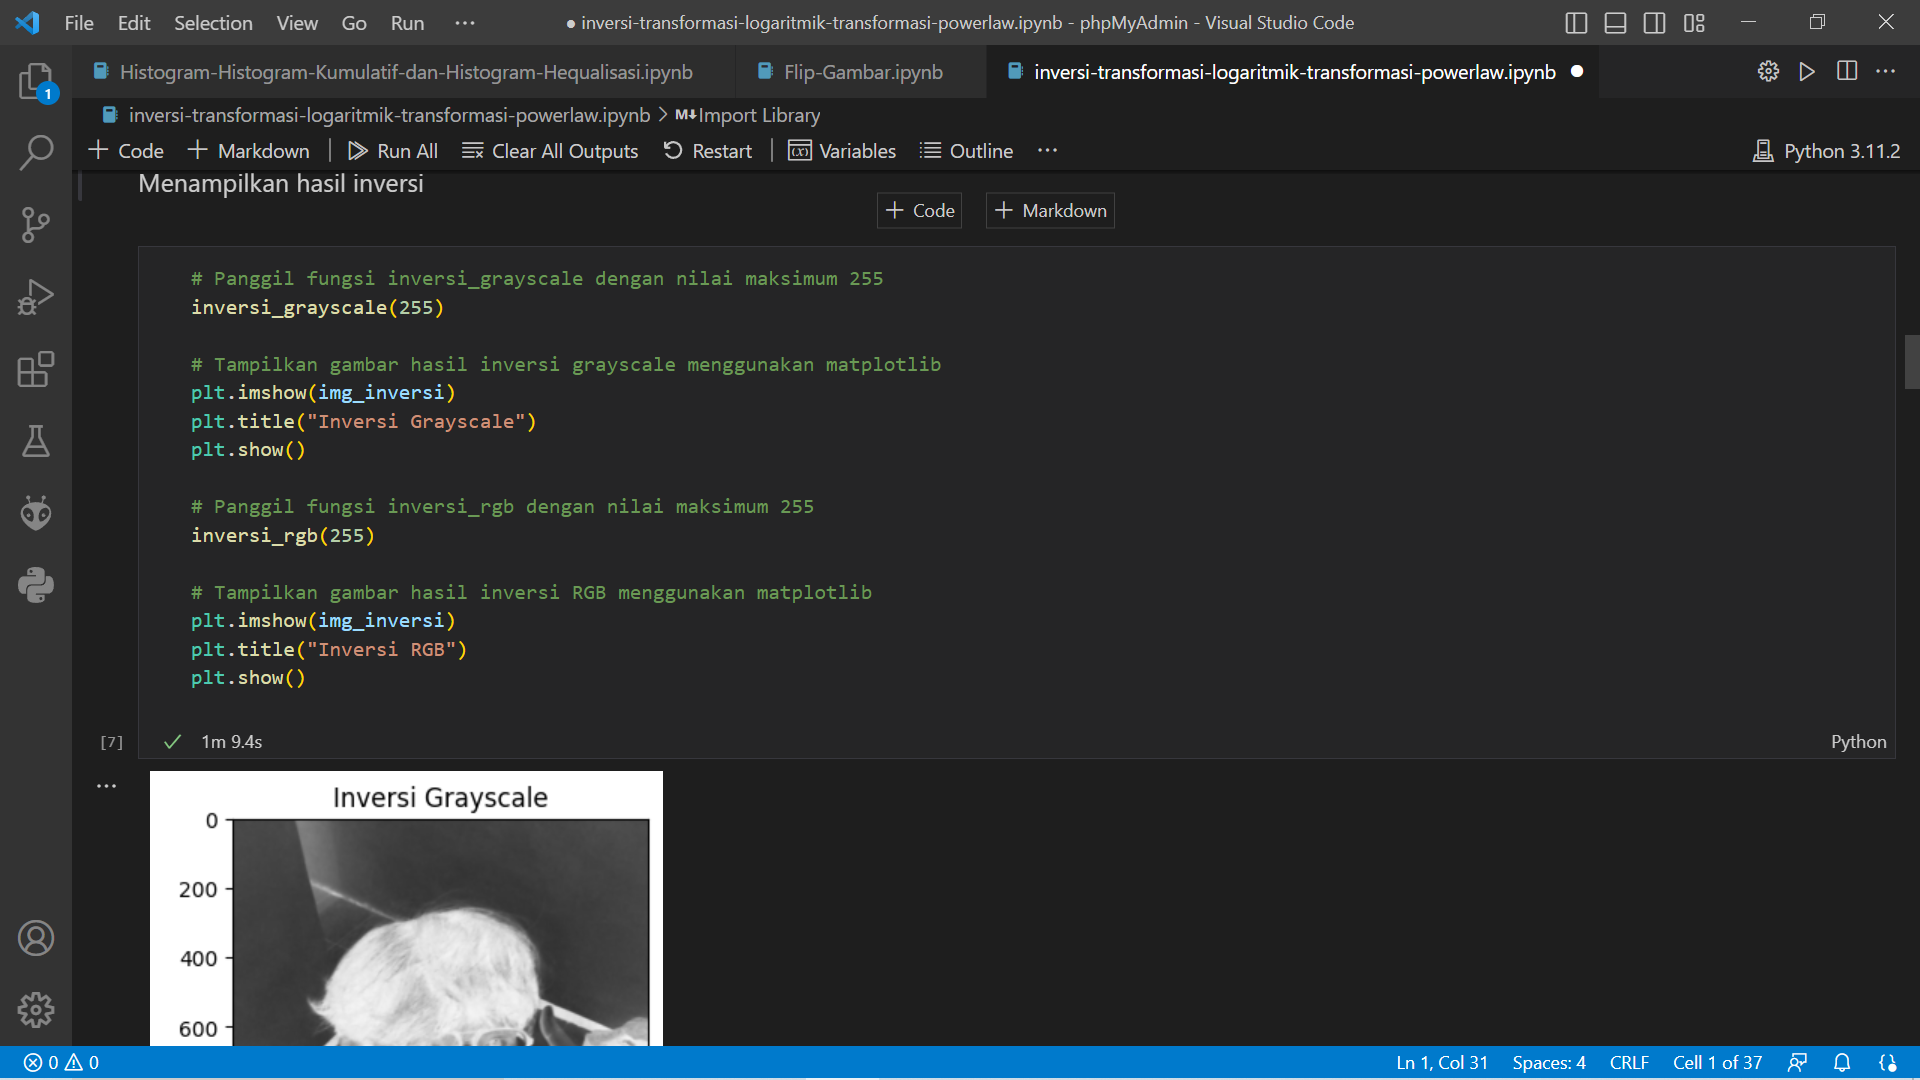 File Edit Selection View Go Run ···
● inversi-transformasi-logaritmik-transformasi-powerlaw.ipynb - phpMyAdmin - Visual Studio Code
Histogram-Histogram-Kumulatif-dan-Histogram-Hequalisasi.ipynb
Flip-Gambar.ipynb
inversi-transformasi-logaritmik-transformasi-powerlaw.ipynb ●
1
inversi-transformasi-logaritmik-transformasi-powerlaw.ipynb > M↓Import Library
+ Code + Markdown | Run All Clear All Outputs Restart | Variables Outline ··· Python 3.11.2
Menampilkan hasil inversi
+ Code + Markdown
# Panggil fungsi inversi_grayscale dengan nilai maksimum 255
inversi_grayscale(255)
# Tampilkan gambar hasil inversi grayscale menggunakan matplotlib
plt.imshow(img_inversi)
plt.title("Inversi Grayscale")
plt.show()
# Panggil fungsi inversi_rgb dengan nilai maksimum 255
inversi_rgb(255)
# Tampilkan gambar hasil inversi RGB menggunakan matplotlib
plt.imshow(img_inversi)
plt.title("Inversi RGB")
plt.show()
[7] ✓ 1m 9.4s Python
···
Inversi Grayscale
0
200
400
600
0 0 Ln 1, Col 31 Spaces: 4 CRLF Cell 1 of 37